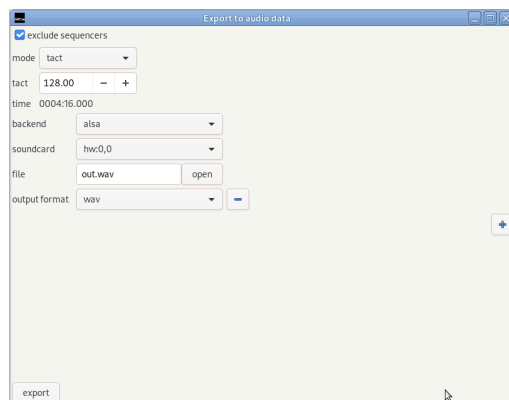 Export to audio data
exclude sequencers
mode tact
tact 128.00
time 0004:16.000
backend alsa
soundcard hw:0,0
file out.wav open
output format wav
export